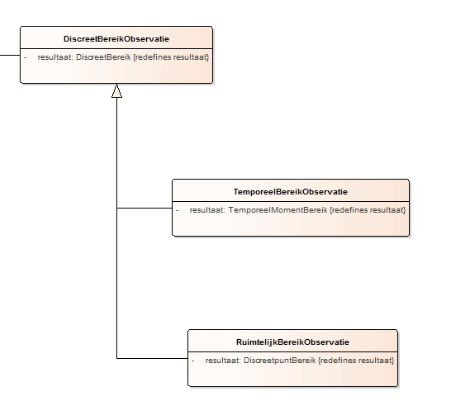 DiscreetBereikObservatie
- resultaat: DiscreetBereik {redefines resultaat}
TemporeelBereikObservatie
- resultaat: TemporeelMomentBereik {redefines resultaat}
RuimtelijkBereikObservatie
- resultaat: DiscreetpuntBereik {redefines resultaat}